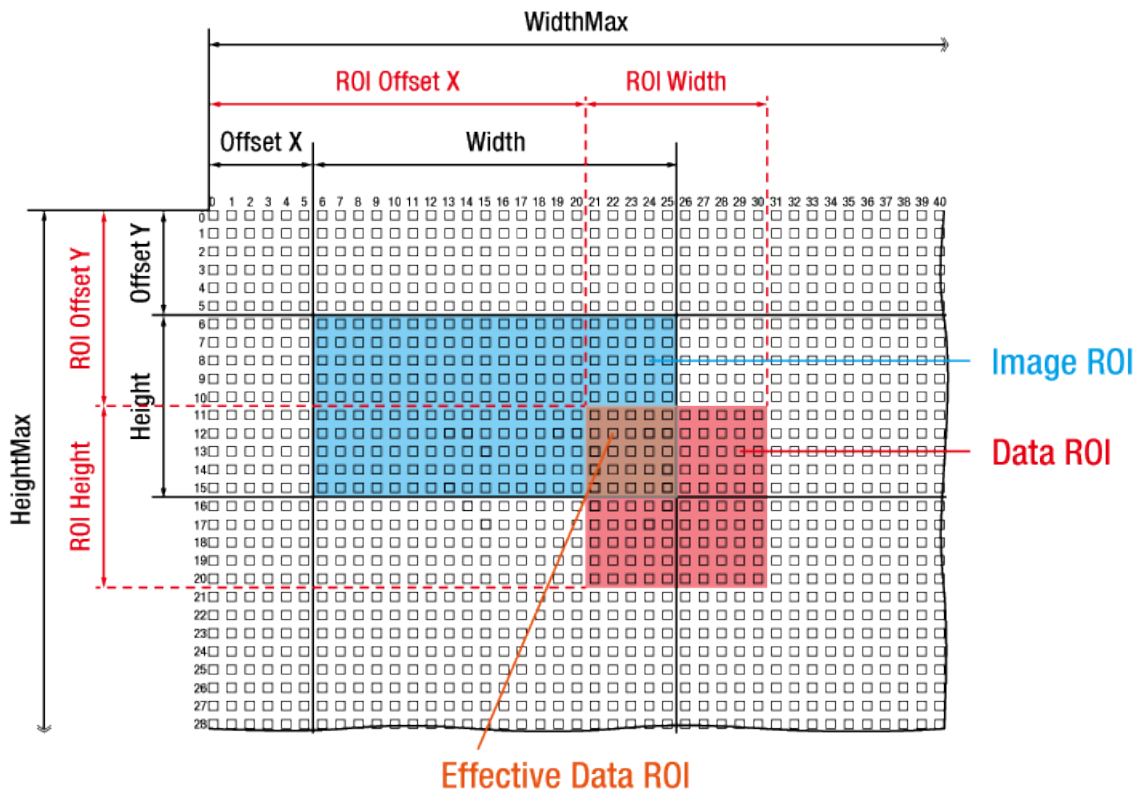 WidthMax
ROI Offset X
ROI Width
Offset X
Width
0 1 2 3 4 5 6 7 8 9 10 11 12 13 14 15 16 17 18 19 20 21 22 23 24 25 26 27 28 29 30 31 32 33 34 35 36 37 38 39 40
HeightMax
ROI Offset Y
ROI Height
Offset Y
Height
0
1
2
3
4
5
6
7
8
9
10
11
12
13
14
15
16
17
18
19
20
21
22
23
24
25
26
27
28
Image ROI
Data ROI
Effective Data ROI